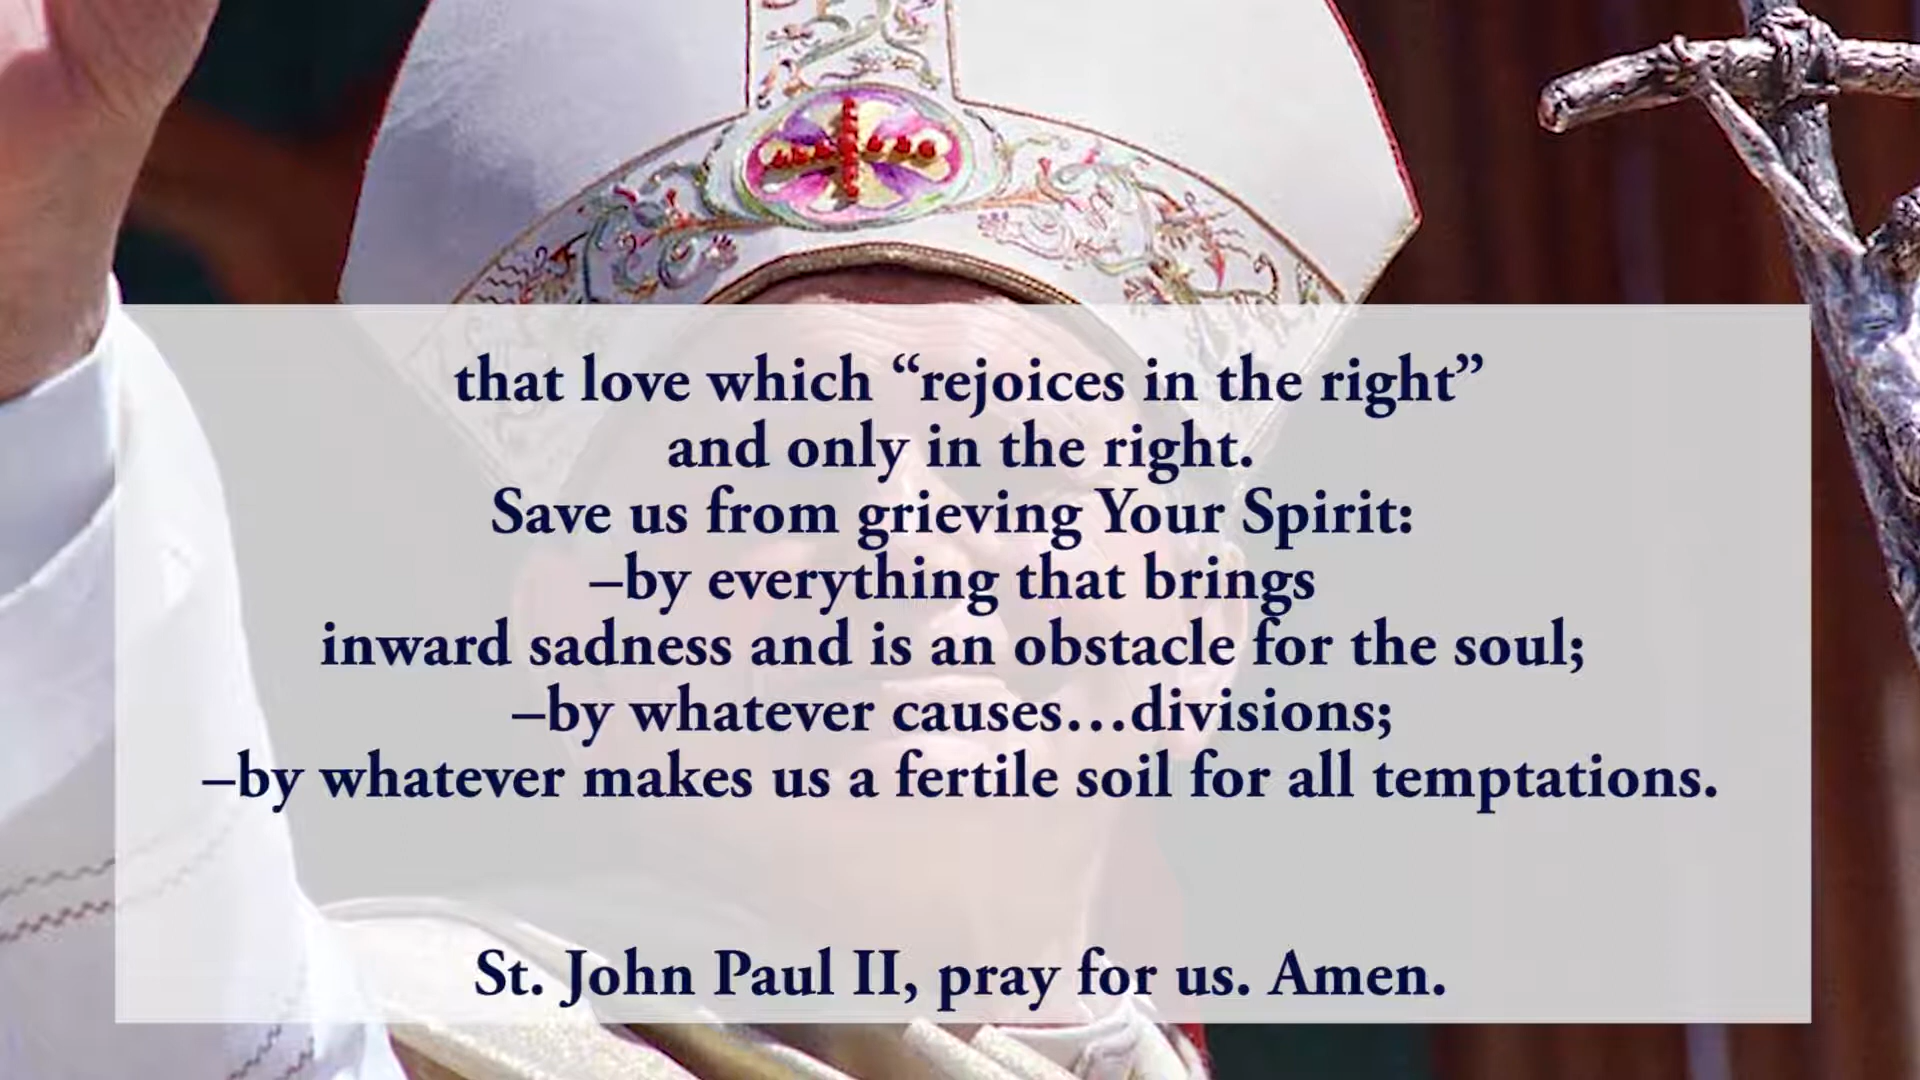 that love which “rejoices in the right”
and only in the right.
Save us from grieving Your Spirit:
–by everything that brings
inward sadness and is an obstacle for the soul;
–by whatever causes…divisions;
–by whatever makes us a fertile soil for all temptations.
St. John Paul II, pray for us. Amen.